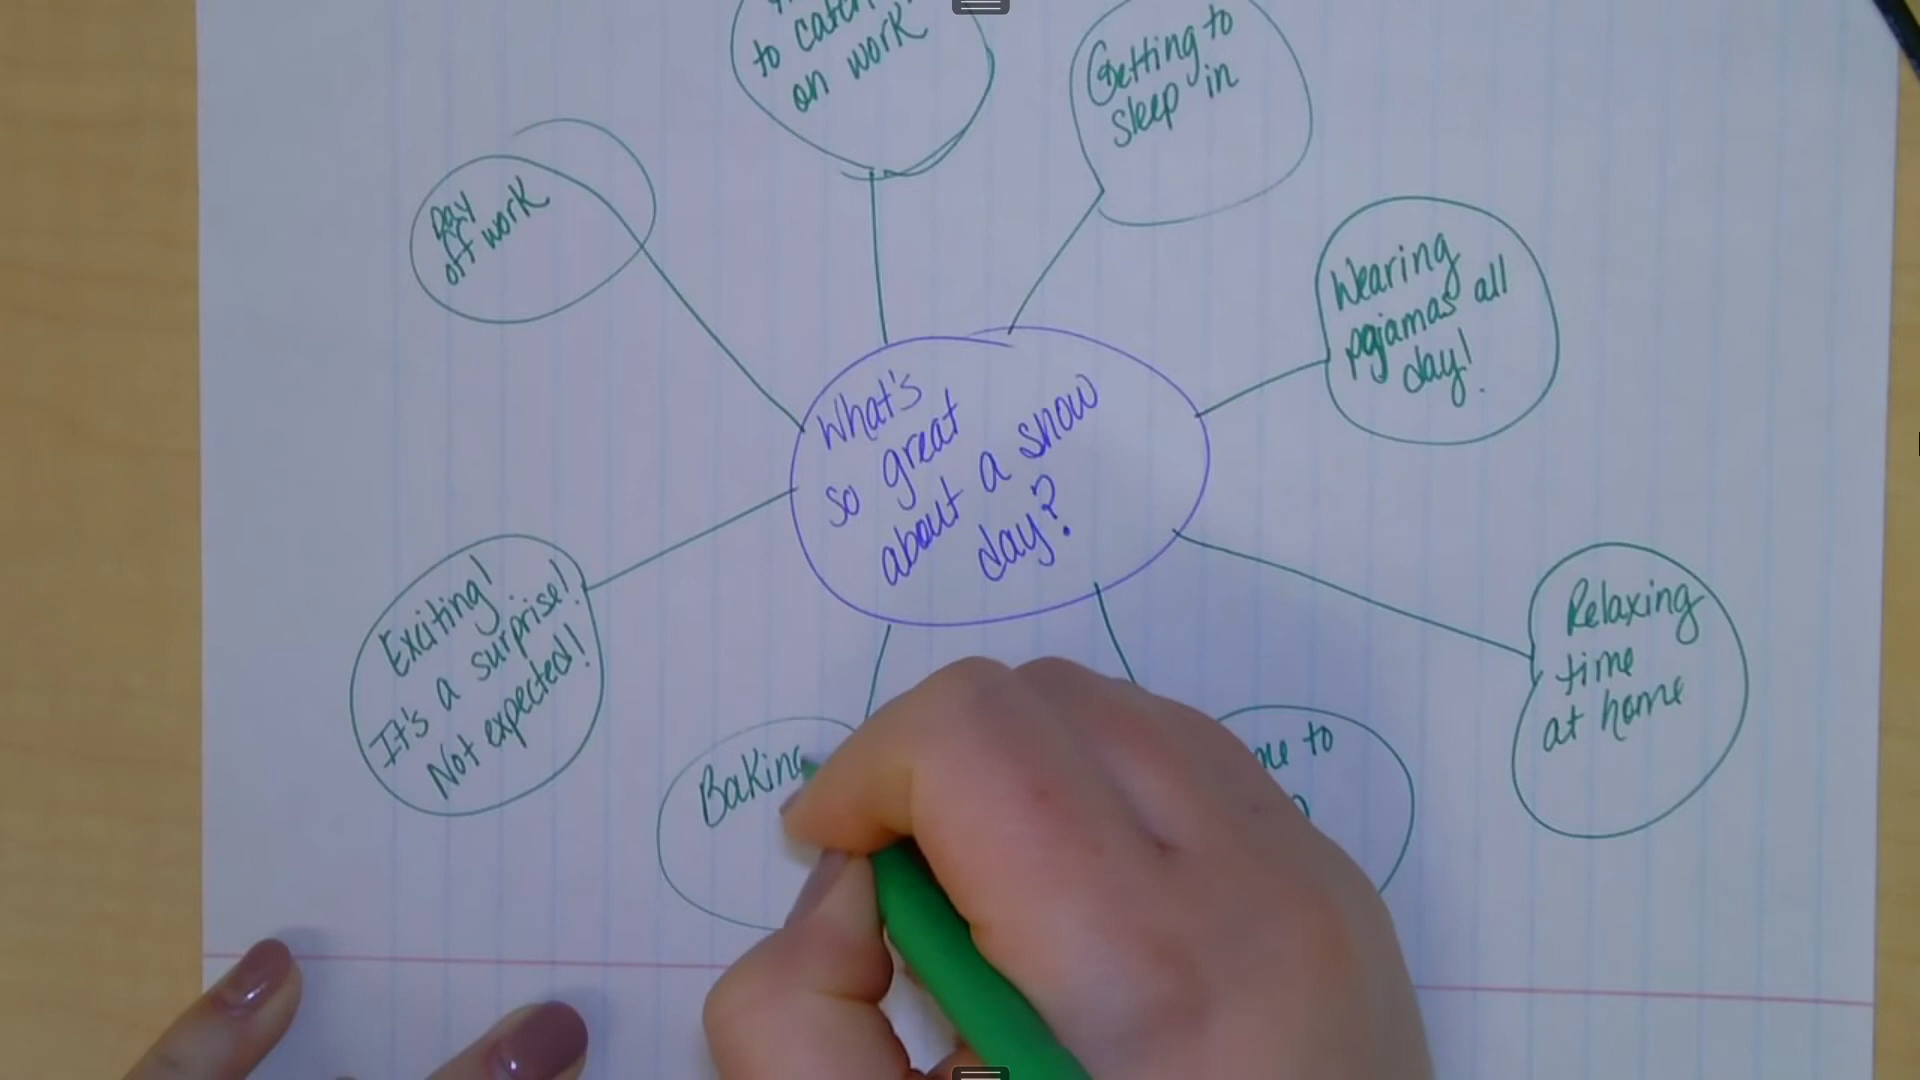 to catch
on work
Getting to
sleep in
Day
off work
Wearing
pajamas all
day!
What's
so great
about a snow
day?
Exciting!
It's a surprise!
Not expected!
Relaxing
time
at home
Baking
to